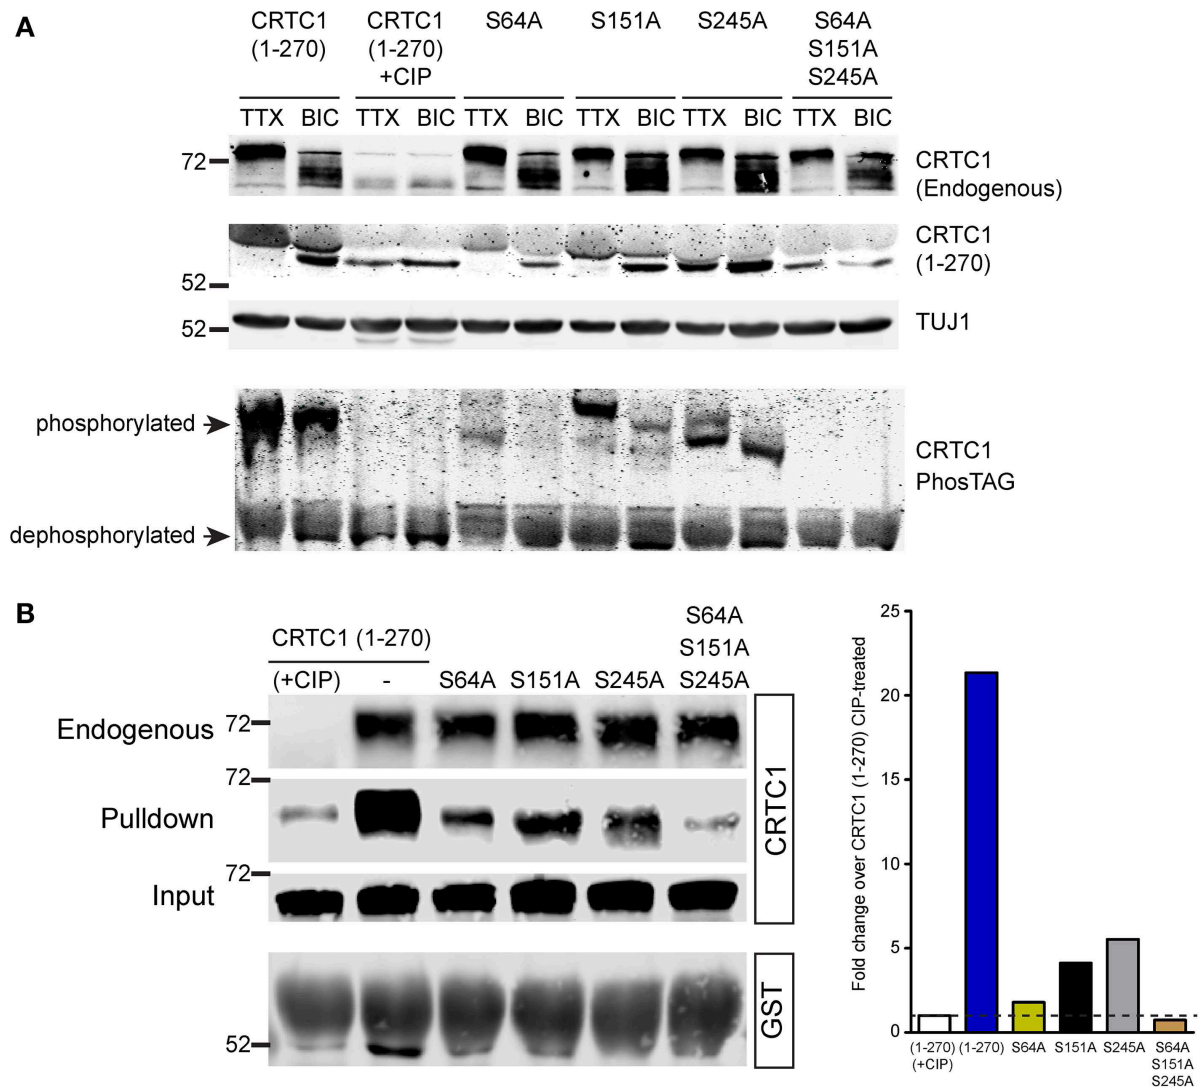 A
CRTC1 (1-270)
CRTC1 (1-270) +CIP
S64A
S151A
S245A
S64A S151A S245A
TTX BIC TTX BIC TTX BIC TTX BIC TTX BIC TTX BIC
72
CRTC1 (Endogenous)
CRTC1 (1-270)
52
52
TUJ1
phosphorylated
CRTC1 PhosTAG
dephosphorylated
B
CRTC1 (1-270)
S64A
S151A
(+CIP) - S64A S151A S245A S245A
Endogenous
72
72
Pulldown
72
Input
CRTC1
52
GST
Fold change over CRTC1 (1-270) CIP-treated
25
20
15
10
5
0
(1-270) (+CIP)
(1-270)
S64A
S151A
S245A
S64A S151A S245A